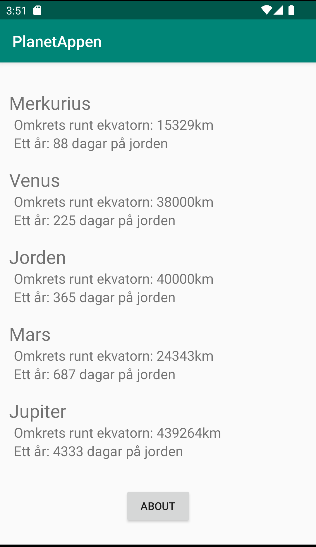 3:51
PlanetAppen
Merkurius
Omkrets runt ekvatorn: 15329km
Ett år: 88 dagar på jorden
Venus
Omkrets runt ekvatorn: 38000km
Ett år: 225 dagar på jorden
Jorden
Omkrets runt ekvatorn: 40000km
Ett år: 365 dagar på jorden
Mars
Omkrets runt ekvatorn: 24343km
Ett år: 687 dagar på jorden
Jupiter
Omkrets runt ekvatorn: 439264km
Ett år: 4333 dagar på jorden
ABOUT